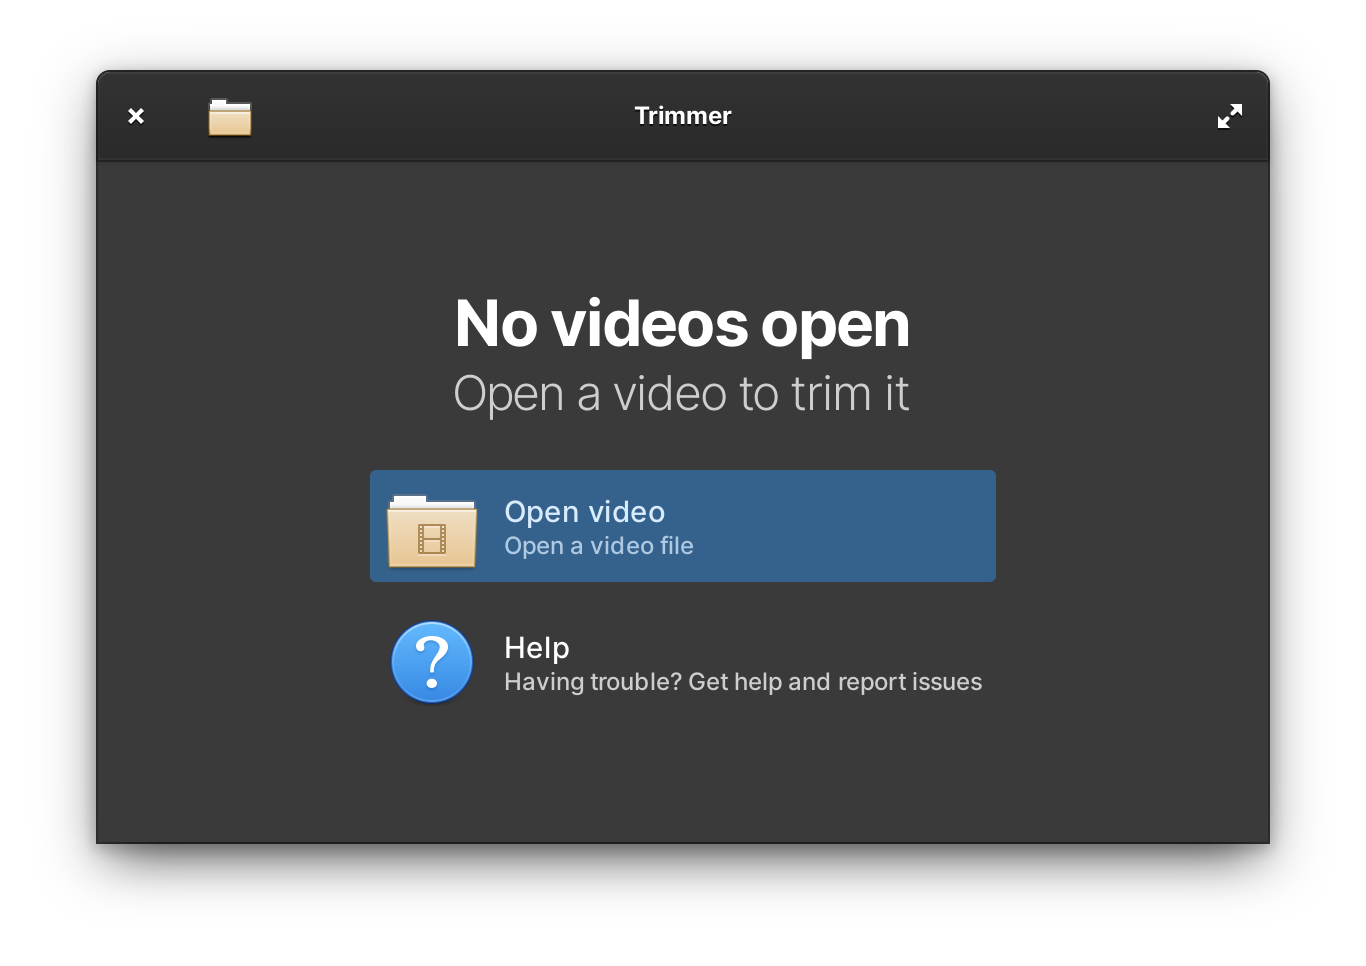 Trimmer
No videos open
Open a video to trim it
Open video
Open a video file
Help
Having trouble? Get help and report issues